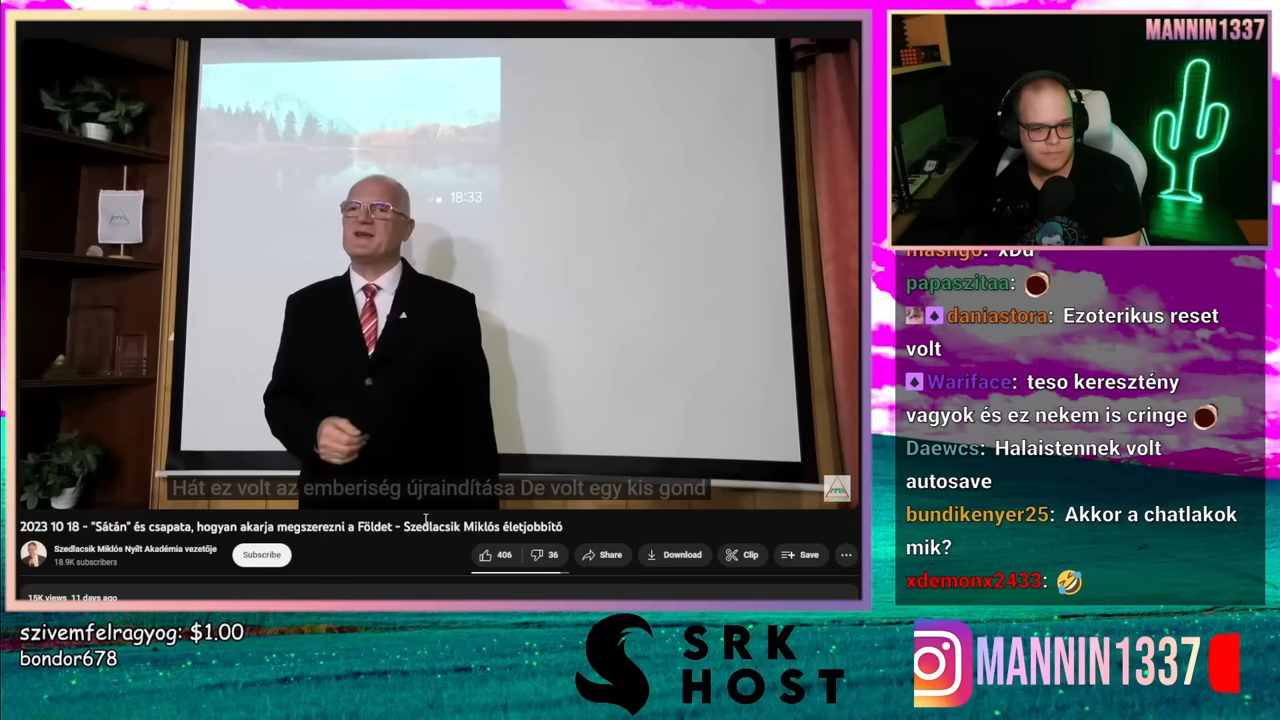 MANNIN1337
18:33
Hát ez volt az emberiség újraindítása De volt egy kis gond
2023 10 18 - "Sátán" és csapata, hogyan akarja megszerezni a Földet - Szedlacsik Miklós életjobbító
Szedlacsik Miklós Nyílt Akadémia vezetője
18.9K subscribers
Subscribe
406
36
Share
Download
Clip
Save
15K views 11 days ago
mashgo: xDd
papaszitaa:
daniastora: Ezoterikus reset
volt
Wariface: teso keresztény
vagyok és ez nekem is cringe
Daewcs: Halaistennek volt
autosave
bundikenyer25: Akkor a chatlakok
mik?
xdemonx2433:
szivemfelragyog: $1.00
bondor678
SRK
HOST
MANNIN1337